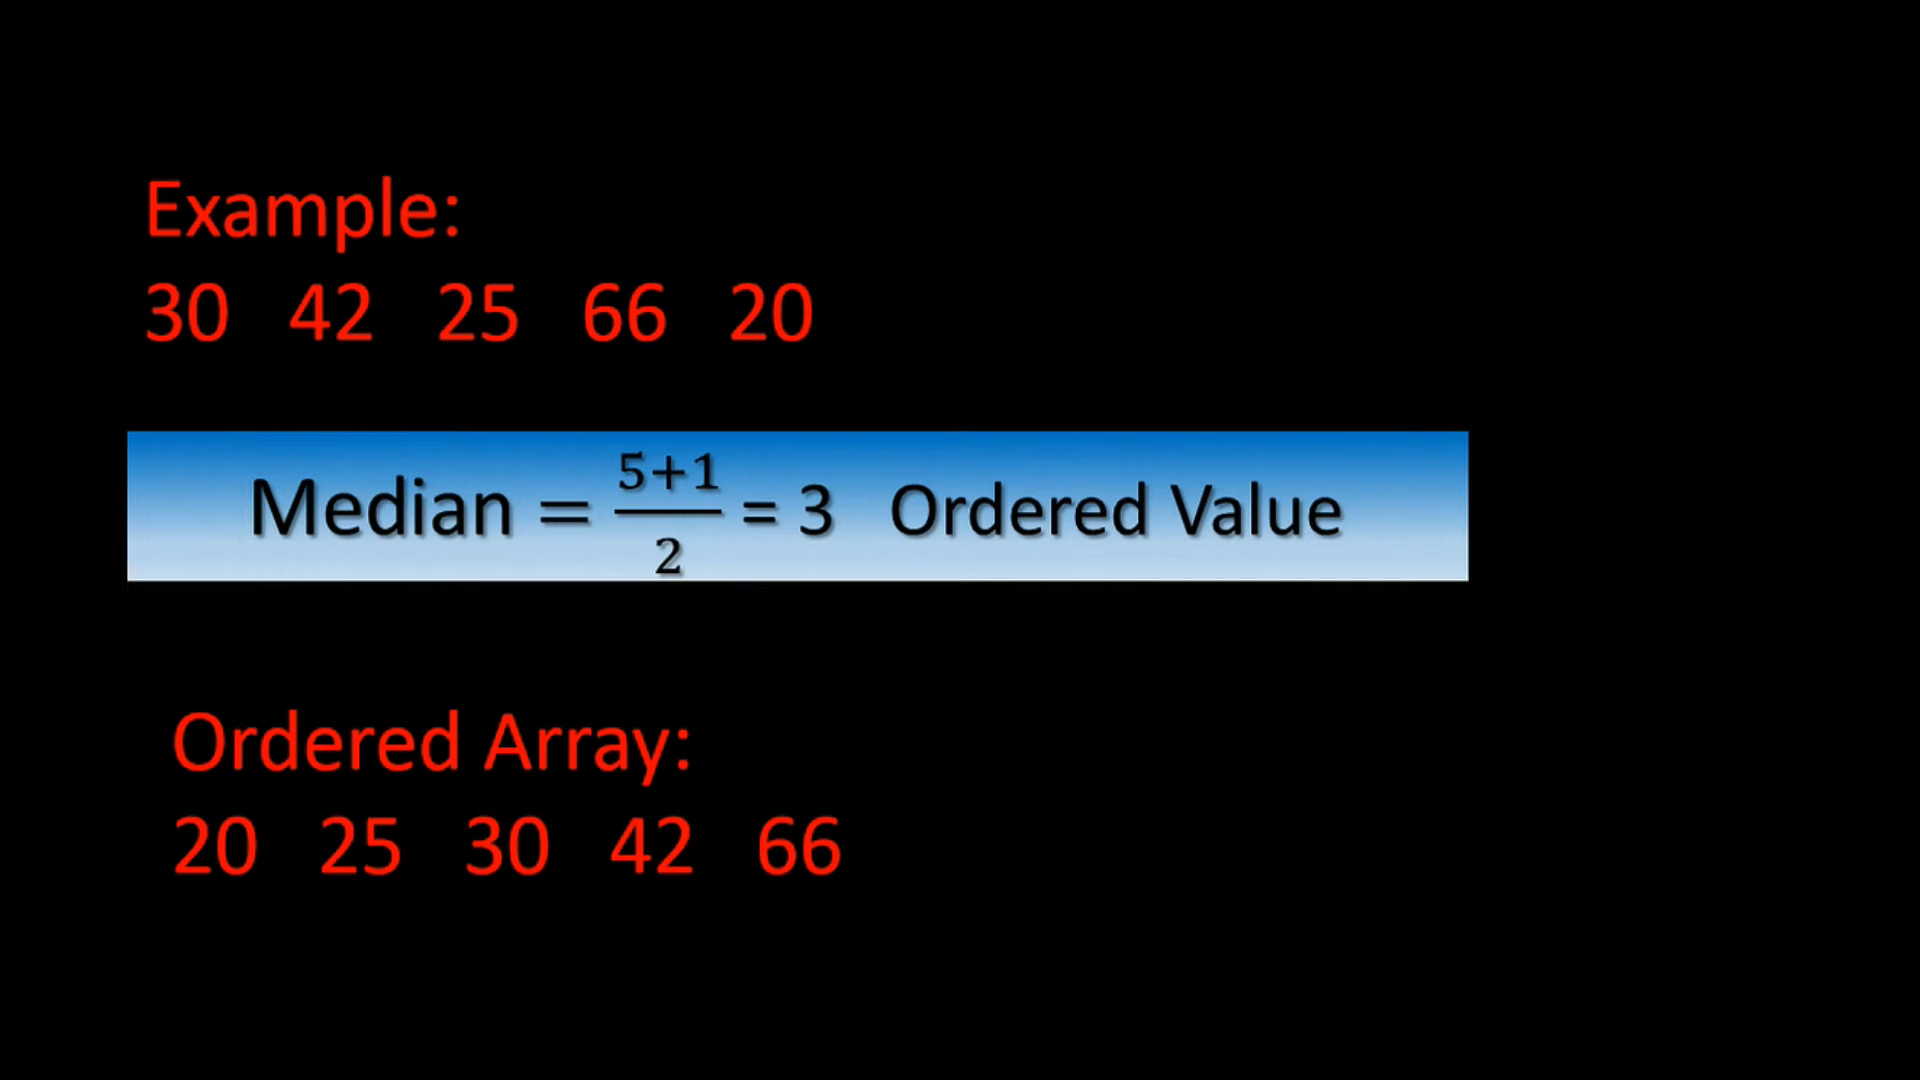 Example:
30 42 25 66 20
Median = \frac{5+1}{2} = 3 Ordered Value
Ordered Array:
20 25 30 42 66